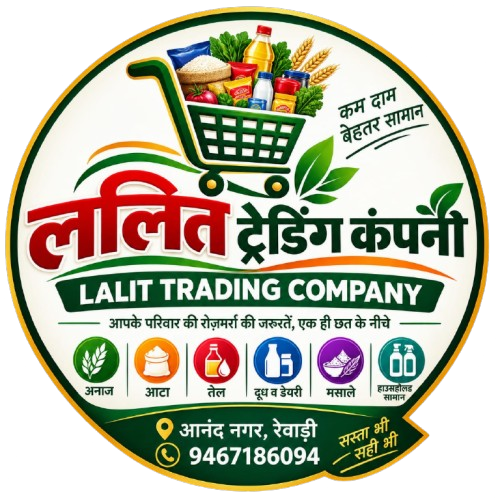 कम दाम
बेहतर सामान
ललित ट्रेडिंग कंपनी
LALIT TRADING COMPANY
आपके परिवार की रोज़मर्रा की जरूरतें, एक ही छत के नीचे
अनाज
आटा
तेल
दूध व डेयरी
मसाले
हाउसहोल्ड
सामान
आनंद नगर, रेवाड़ी
9467186094
सस्ता भी
सही भी